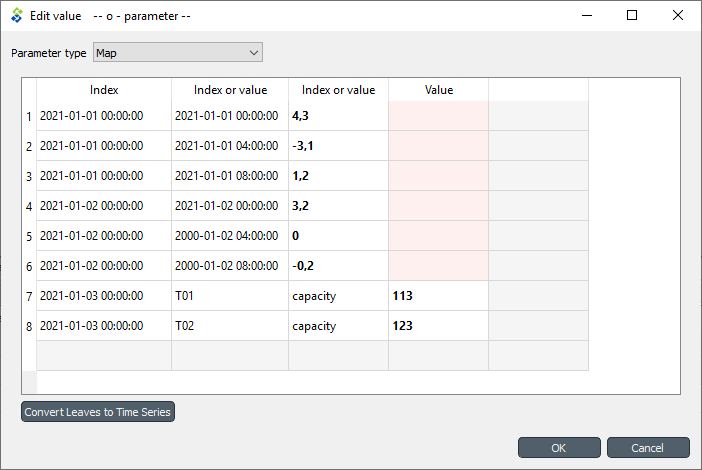 Edit value -- o - parameter --
Parameter type Map
Index Index or value Index or value Value
1 2021-01-01 00:00:00 2021-01-01 00:00:00 4,3
2 2021-01-01 00:00:00 2021-01-01 04:00:00 -3,1
3 2021-01-01 00:00:00 2021-01-01 08:00:00 1,2
4 2021-01-02 00:00:00 2021-01-02 00:00:00 3,2
5 2021-01-02 00:00:00 2000-01-02 04:00:00 0
6 2021-01-02 00:00:00 2000-01-02 08:00:00 -0,2
7 2021-01-03 00:00:00 T01 capacity 113
8 2021-01-03 00:00:00 T02 capacity 123
Convert Leaves to Time Series
OK Cancel